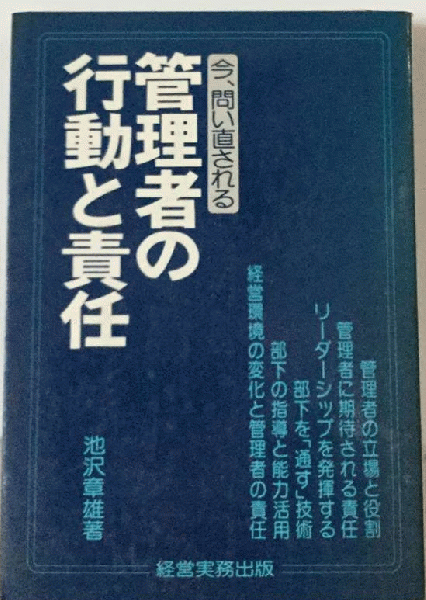 今、問い直される
管理者の
行動と責任
管理者の立場と役割
管理者に期待される責任
リーダーシップを発揮する
部下を「通す」技術
部下の指導と能力活用
経営環境の変化と管理者の責任
池沢章雄著
経営実務出版